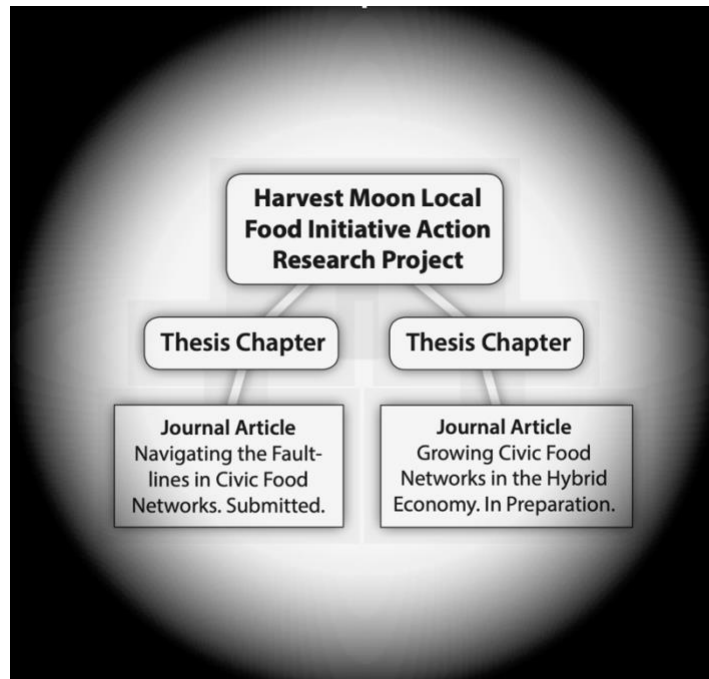 Harvest Moon Local
Food Initiative Action
Research Project
Thesis Chapter
Thesis Chapter
Journal Article
Navigating the Fault-
lines in Civic Food
Networks. Submitted.
Journal Article
Growing Civic Food
Networks in the Hybrid
Economy. In Preparation.